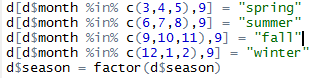 d[d$month %in% c(3,4,5),9] = "spring"
d[d$month %in% c(6,7,8),9] = "summer"
d[d$month %in% c(9,10,11),9] = "fall"
d[d$month %in% c(12,1,2),9] = "winter"
d$season = factor(d$season)